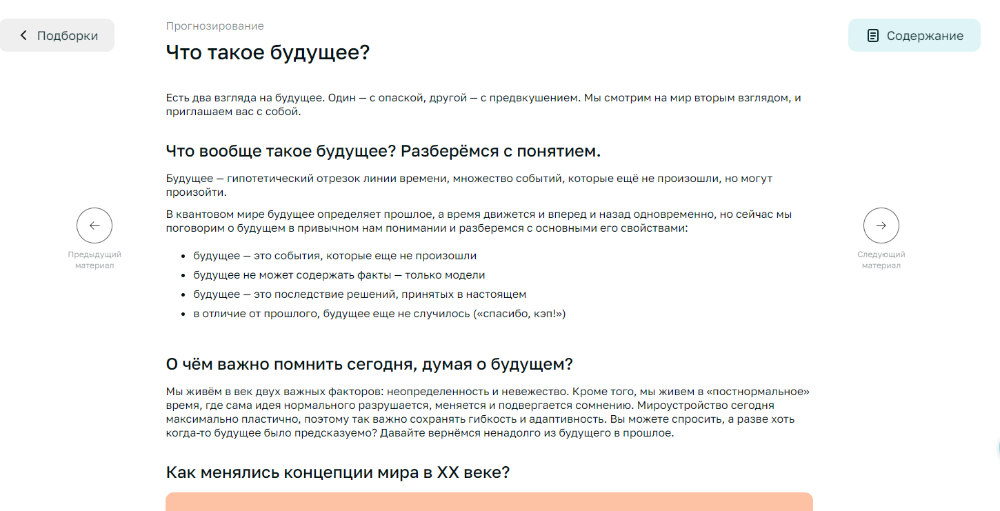 Подборки
Прогнозирование
Содержание
Что такое будущее?
Есть два взгляда на будущее. Один — с опаской, другой — с предвкушением. Мы смотрим на мир вторым взглядом, и
приглашаем вас с собой.
Что вообще такое будущее? Разберёмся с понятием.
Будущее — гипотетический отрезок линии времени, множество событий, которые ещё не произошли, но могут
произойти.
В квантовом мире будущее определяет прошлое, а время движется и вперед и назад одновременно, но сейчас мы
поговорим о будущем в привычном нам понимании и разберемся с основными его свойствами:
• будущее — это события, которые еще не произошли
• будущее не может содержать факты — только модели
• будущее — это последствие решений, принятых в настоящем
• в отличие от прошлого, будущее еще не случилось («спасибо, кэп!»)
Предыдущий
материал
Следующий
материал
О чём важно помнить сегодня, думая о будущем?
Мы живём в век двух важных факторов: неопределенность и невежество. Кроме того, мы живем в «постнормальное»
время, где сама идея нормального разрушается, меняется и подвергается сомнению. Мироустройство сегодня
максимально пластично, поэтому так важно сохранять гибкость и адаптивность. Вы можете спросить, а разве хоть
когда-то будущее было предсказуемо? Давайте вернёмся ненадолго из будущего в прошлое.
Как менялись концепции мира в XX веке?